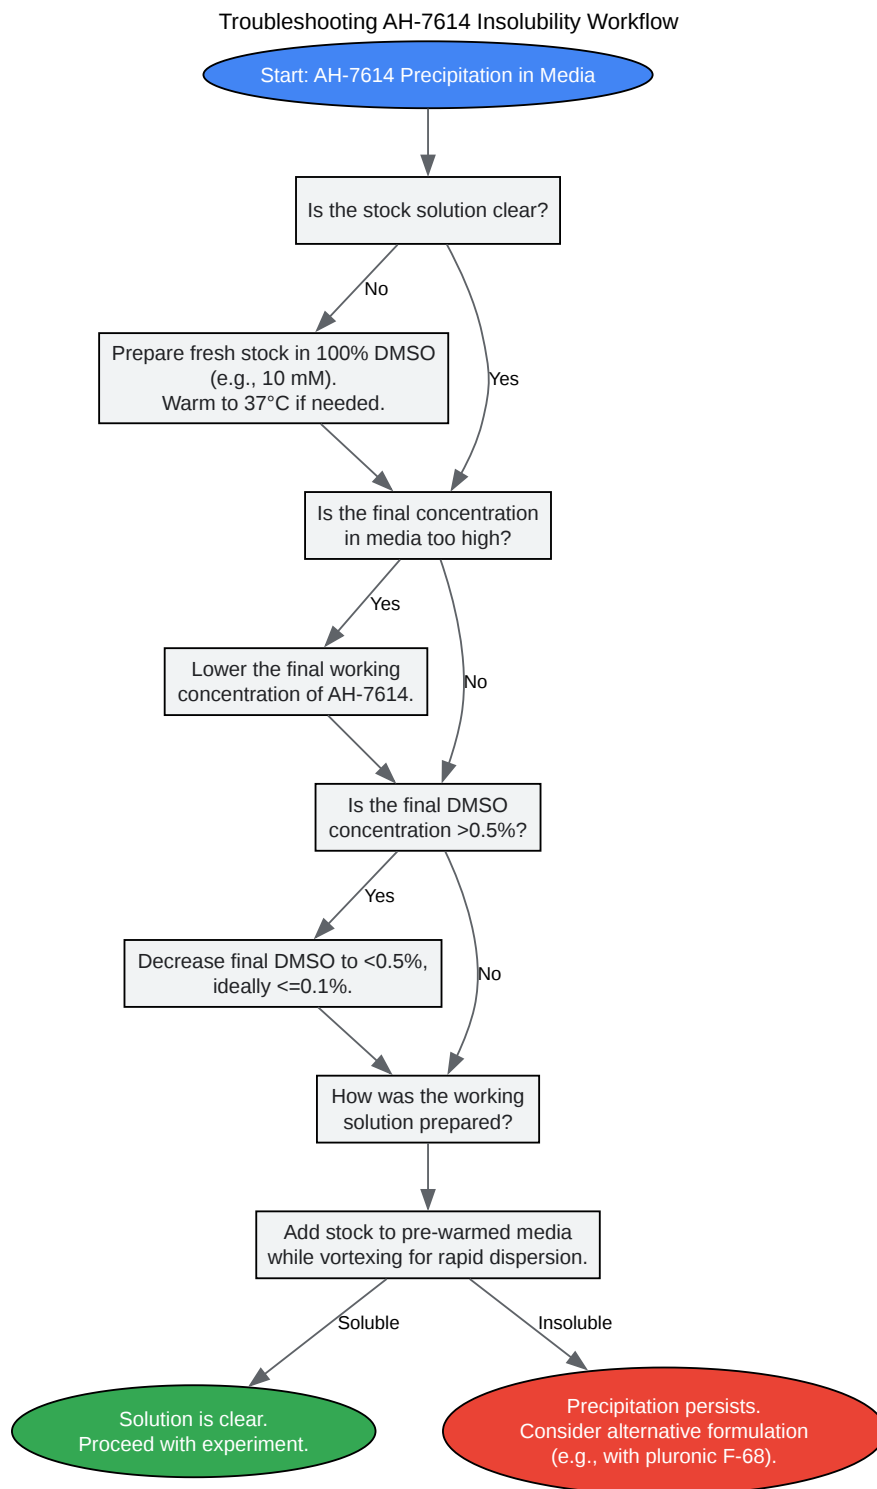 Troubleshooting AH-7614 Insolubility Workflow
Start: AH-7614 Precipitation in Media
Is the stock solution clear?
No
Yes
Prepare fresh stock in 100% DMSO
(e.g., 10 mM).
Warm to 37°C if needed.
Is the final concentration
in media too high?
Yes
No
Lower the final working
concentration of AH-7614.
Is the final DMSO
concentration >0.5%?
Yes
No
Decrease final DMSO to <0.5%,
ideally <=0.1%.
How was the working
solution prepared?
Add stock to pre-warmed media
while vortexing for rapid dispersion.
Soluble
Insoluble
Solution is clear.
Proceed with experiment.
Precipitation persists.
Consider alternative formulation
(e.g., with pluronic F-68).